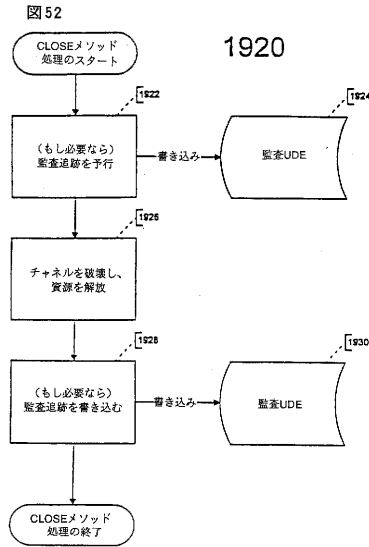 図52
1920
CLOSEメソッド
処理のスタート
1922
1924
(もし必要なら)
監査追跡を予行
書き込み
監査UDE
1926
チャネルを破壊し、
資源を解放
1928
1930
(もし必要なら)
監査追跡を書き込む
書き込み
監査UDE
CLOSEメソッド
処理の終了